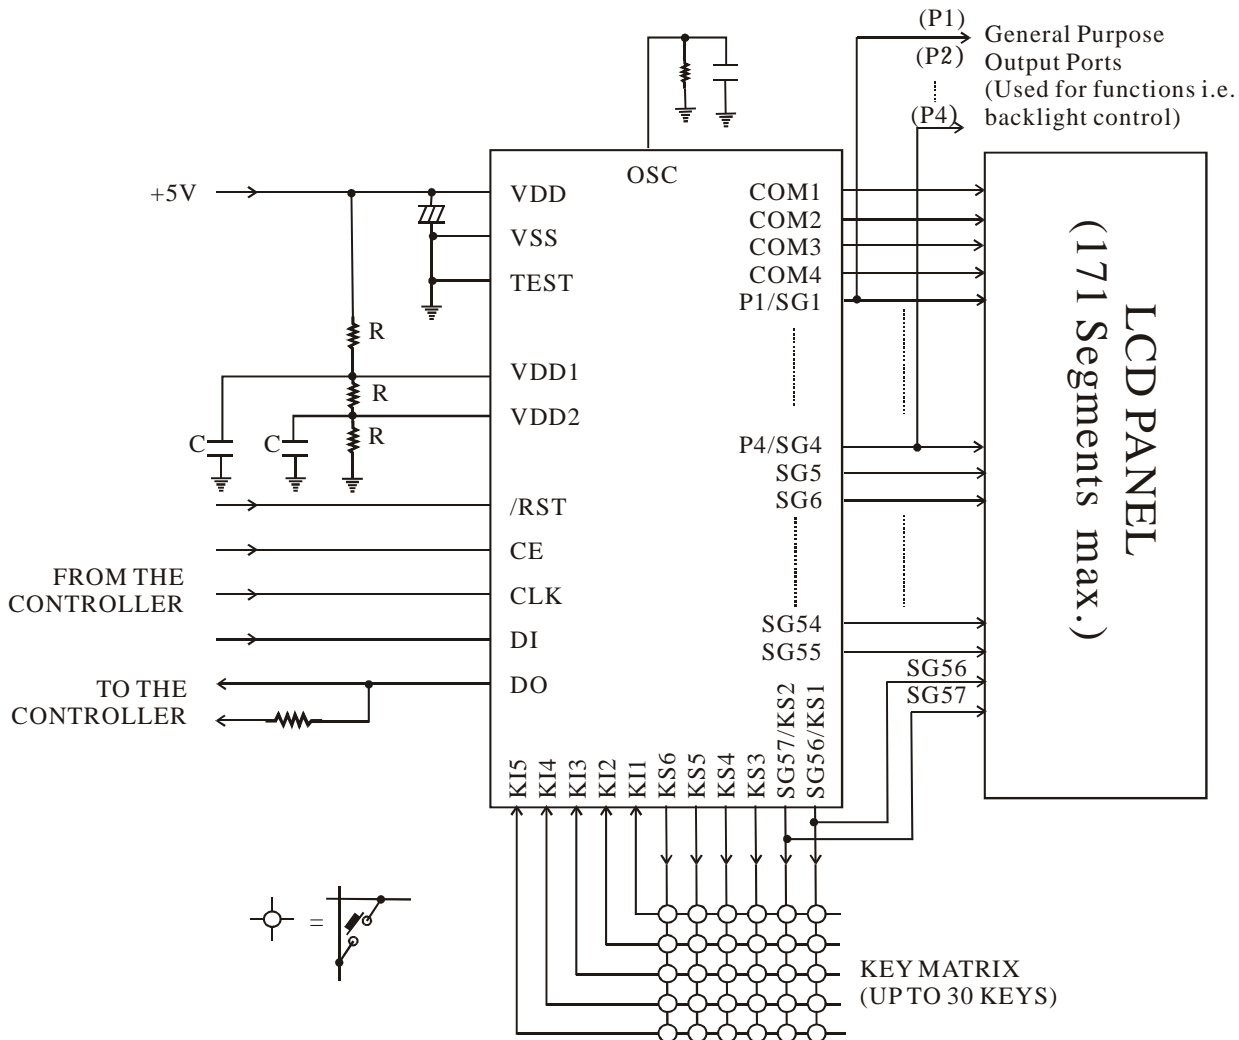 (P1)
General Purpose
(P2)
Output Ports
(Used for functions i.e.
(P4)
backlight control)
+5V
OSC
VDD
VSS
TEST
VDD1
VDD2
/RST
CE
CLK
DI
DO
R
R
R
C
C
FROM THE
CONTROLLER
TO THE
CONTROLLER
COM1
COM2
COM3
COM4
P1/SG1
P4/SG4
SG5
SG6
SG54
SG55
SG56
SG57
LCD PANEL
(171 Segments max.)
KI5
KI4
KI3
KI2
KI1
KS6
KS5
KS4
KS3
SG57/KS2
SG56/KS1
=
KEY MATRIX
(UP TO 30 KEYS)